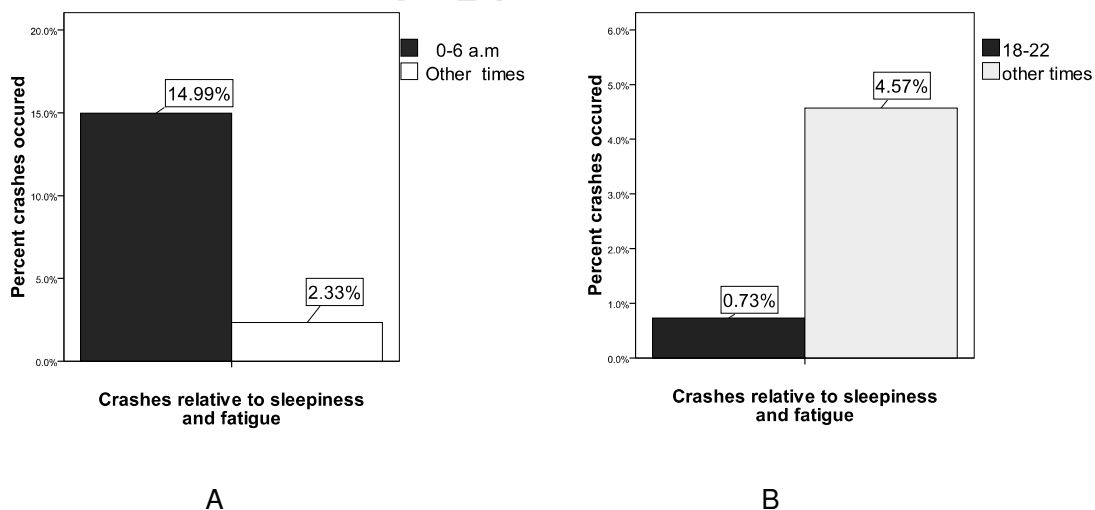 20.0%
15.0%
10.0%
5.0%
0.0%
Percent crashes occured
14.99%
2.33%
0-6 a.m
Other times
Crashes relative to sleepiness
and fatigue
A
6.0%
5.0%
4.0%
3.0%
2.0%
1.0%
0.0%
Percent crashes occured
0.73%
4.57%
18-22
other times
Crashes relative to sleepiness
and fatigue
B